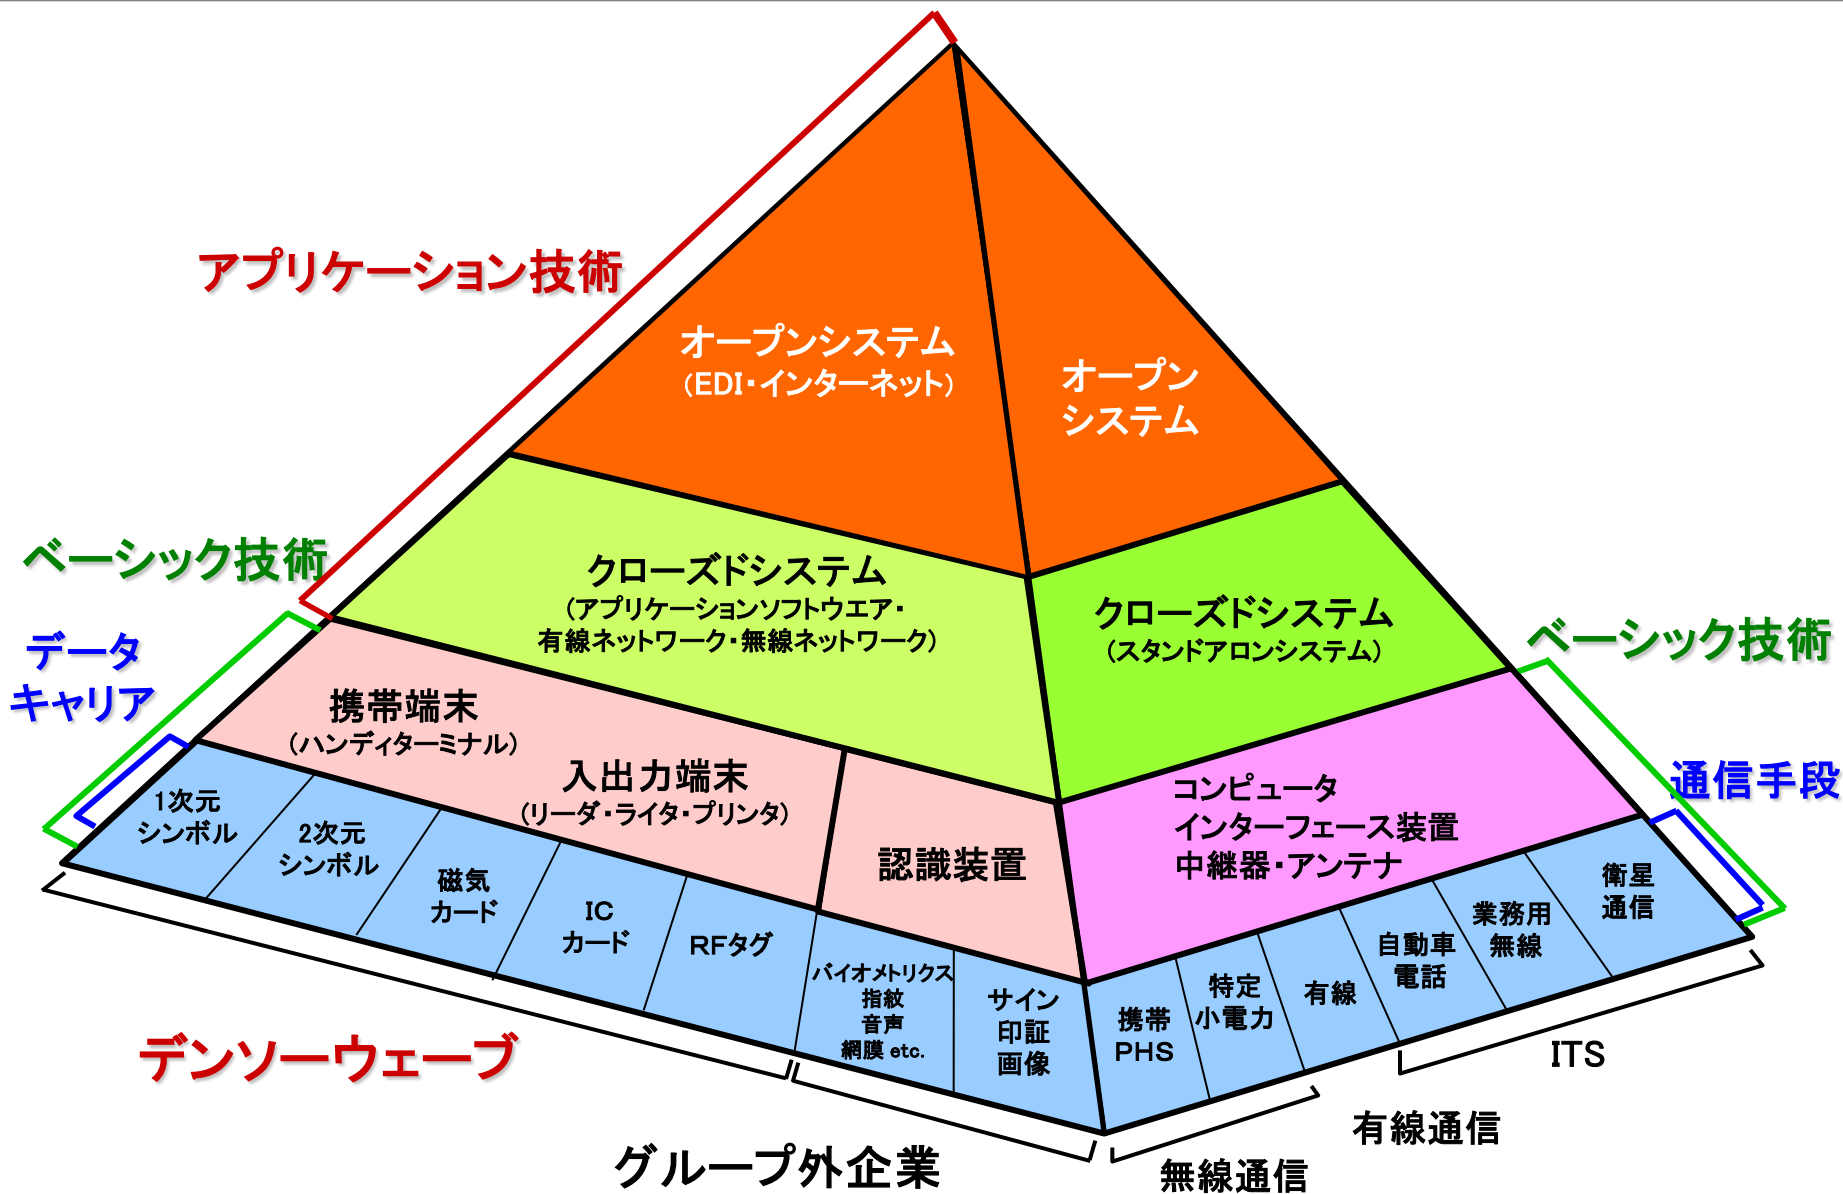 アプリケーション技術
オープンシステム
（EDI・インターネット）
オープン
システム
ベーシック技術
データ
キャリア
クローズドシステム
（アプリケーションソフトウエア・
有線ネットワーク・無線ネットワーク）
クローズドシステム
（スタンドアロンシステム）
ベーシック技術
通信手段
携帯端末
（ハンディターミナル）
入出力端末
（リーダ・ライタ・プリンタ）
認識装置
コンピュータ
インターフェース装置
中継器・アンテナ
1次元
シンボル
2次元
シンボル
磁気
カード
IC
カード
RFタグ
バイオメトリクス
指紋
音声
網膜 etc.
サイン
印証
画像
携帯
PHS
特定
小電力
有線
自動車
電話
業務用
無線
衛星
通信
デンソーウェーブ
グループ外企業
無線通信
有線通信
ITS